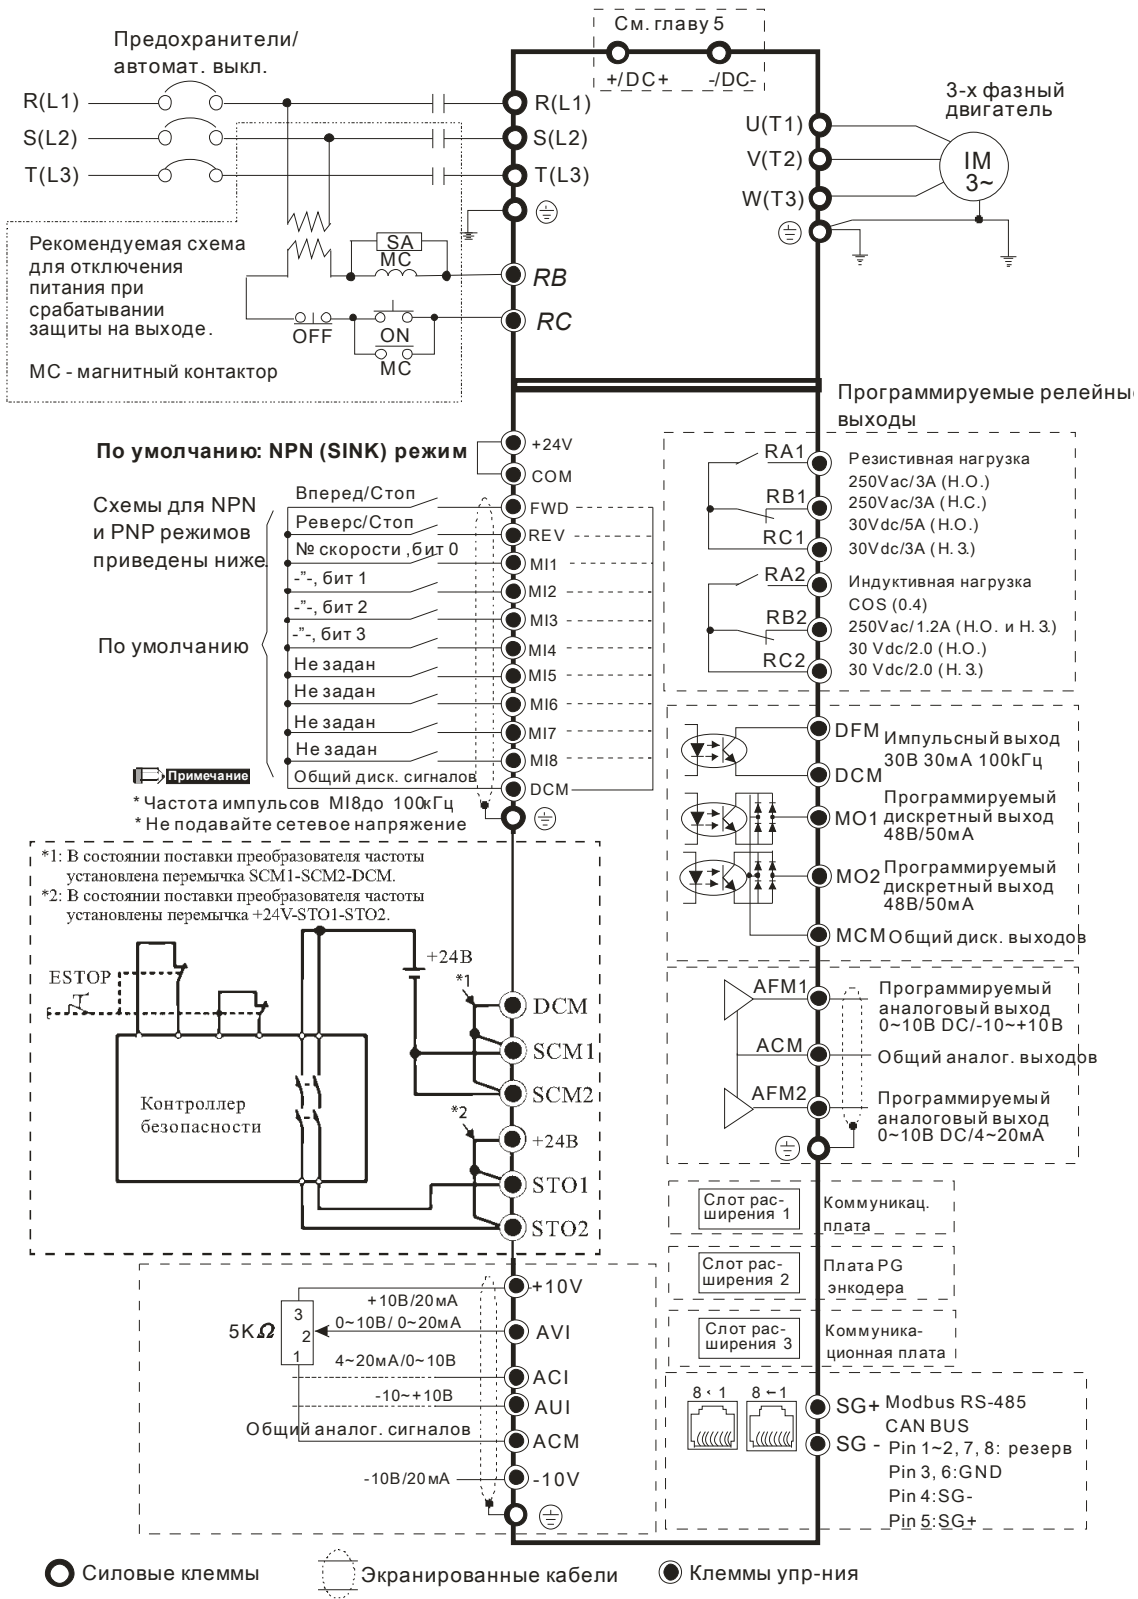 См. главу 5
+/DC+
-/DC-
Предохранители/
автомат. выкл.
R(L1)
S(L2)
T(L3)
R(L1)
S(L2)
T(L3)
U(T1)
V(T2)
W(T3)
3-х фазный
двигатель
IM
3~
Рекомендуемая схема
для отключения
питания при
срабатывании
защиты на выходе.
МС - магнитный контактор
SA
MC
OFF
ON
MC
RB
RC
По умолчанию: NPN (SINK) режим
+24V
COM
Схемы для NPN
и PNP режимов
приведены ниже.
По умолчанию
Вперед/Стоп
FWD
Реверс/Стоп
REV
№ скорости ,бит 0
MI1
-"-, бит 1
MI2
-"-, бит 2
MI3
-"-, бит 3
MI4
Не задан
MI5
Не задан
MI6
Не задан
MI7
Не задан
MI8
Общий диск. сигналов
DCM
Примечание
* Частота импульсов MI8до 100кГц
* Не подавайте сетевое напряжение
Программируемые релейные
выходы
RA1
RB1
RC1
Резистивная нагрузка
250Vac/3A (Н.О.)
250Vac/3A (Н.С.)
30Vdc/5A (Н.О.)
30Vdc/3A (Н.З.)
RA2
RB2
RC2
Индуктивная нагрузка
COS (0.4)
250Vac/1.2A (Н.О. и Н.З.)
30 Vdc/2.0 (Н.О.)
30 Vdc/2.0 (Н.З.)
DFM
DCM
Импульсный выход
30В 30мА 100кГц
MO1
Программируемый
дискретный выход
48В/50мА
MO2
Программируемый
дискретный выход
48В/50мА
MCM Общий диск. выходов
*1: В состоянии поставки преобразователя частоты
установлена перемычка SCM1-SCM2-DCM.
*2: В состоянии поставки преобразователя частоты
установлены перемычка +24V-STO1-STO2.
ESTOP
Контроллер
безопасности
+24В
*1
DCM
SCM1
SCM2
*2
+24В
STO1
STO2
AFM1
Программируемый
аналоговый выход
0~10В DC/-10~+10В
ACM
Общий аналог. выходов
AFM2
Программируемый
аналоговый выход
0~10В DC/4~20мА
Слот рас-
ширения 1
Коммуникац.
плата
Слот рас-
ширения 2
Плата PG
энкодера
Слот рас-
ширения 3
Коммуника-
ционная плата
5KΩ
3
2
1
+10В/20мА
+10V
0~10В/ 0~20мА
AVI
4~20мА/0~10В
ACI
-10~+10В
AUI
Общий аналог. сигналов
ACM
-10В/20мА
-10V
8 ‹ 1
8 ←1
SG+
SG -
Modbus RS-485
CAN BUS
Pin 1~2, 7, 8: резерв
Pin 3, 6:GND
Pin 4:SG-
Pin 5:SG+
Силовые клеммы
Экранированные кабели
Клеммы упр-ния